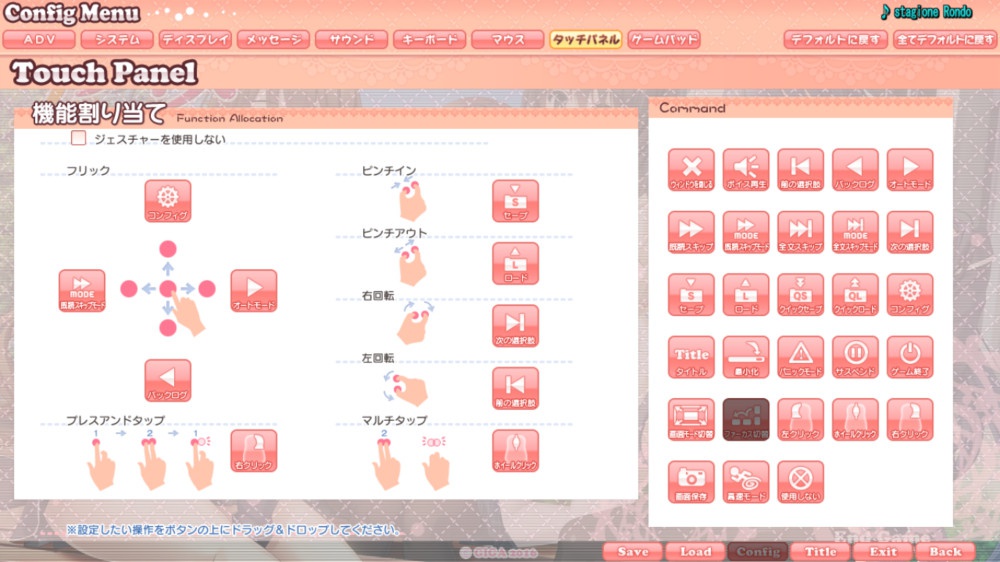 Config Menu
♪ stagione Rondo
ADV
システム
ディスプレイ
メッセージ
サウンド
キーボード
マウス
タッチパネル
ゲームパッド
デフォルトに戻す
全てデフォルトに戻す
Touch Panel
機能割り当て Function Allocation
ジェスチャーを使用しない
フリック
コンフィグ
MODE
既読スキップモード
オートモード
バックログ
ピンチイン
S
セーブ
ピンチアウト
L
ロード
右回転
次の選択肢
左回転
前の選択肢
プレスアンドタップ
1 2 1
右クリック
マルチタップ
2
ホイールクリック
※設定したい操作をボタンの上にドラッグ&ドロップしてください。
Command
ウィンドウを閉じる
ボイス再生
前の選択肢
バックログ
オートモード
既読スキップ
MODE
既読スキップモード
全文スキップ
MODE
全文スキップモード
次の選択肢
S
セーブ
L
ロード
QS
クイックセーブ
QL
クイックロード
コンフィグ
Title
タイトル
最小化
パニックモード
サスペンド
ゲーム終了
画面モード切替
フォーカス切替
左クリック
ホイールクリック
右クリック
画面保存
高速モード
使用しない
End Game
©GIGA 2016
Save
Load
Config
Title
Exit
Back